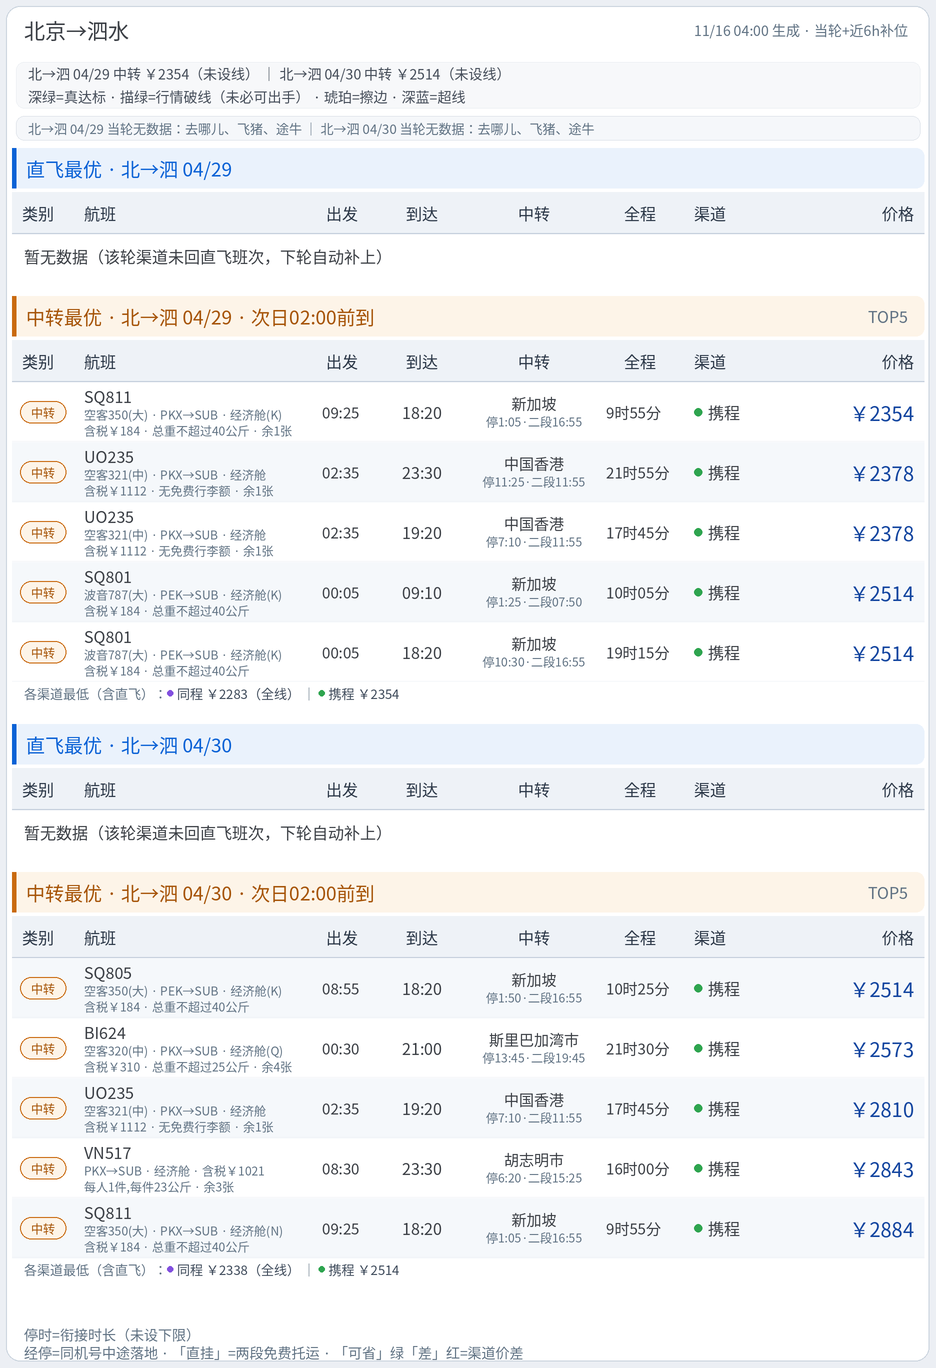 北京→泗水
11/16 04:00 生成 · 当轮+近6h补位
北→泗 04/29 中转 ￥2354（未设线） ｜ 北→泗 04/30 中转 ￥2514（未设线）
深绿=真达标 · 描绿=行情破线（未必可出手） · 琥珀=擦边 · 深蓝=超线
北→泗 04/29 当轮无数据：去哪儿、飞猪、途牛 ｜ 北→泗 04/30 当轮无数据：去哪儿、飞猪、途牛
直飞最优 · 北→泗 04/29
类别 航班 出发 到达 中转 全程 渠道 价格
暂无数据（该轮渠道未回直飞班次，下轮自动补上）
中转最优 · 北→泗 04/29 · 次日02:00前到 TOP5
类别 航班 出发 到达 中转 全程 渠道 价格
SQ811
中转 空客350(大) · PKX→SUB · 经济舱(K) 09:25 18:20 新加坡 9时55分 携程 ￥2354
含税￥184 · 总重不超过40公斤 · 余1张 停1:05·二段16:55
UO235
中转 空客321(中) · PKX→SUB · 经济舱 02:35 23:30 中国香港 21时55分 携程 ￥2378
含税￥1112 · 无免费行李额 · 余1张 停11:25·二段11:55
UO235
中转 空客321(中) · PKX→SUB · 经济舱 02:35 19:20 中国香港 17时45分 携程 ￥2378
含税￥1112 · 无免费行李额 · 余1张 停7:10·二段11:55
SQ801
中转 波音787(大) · PEK→SUB · 经济舱(K) 00:05 09:10 新加坡 10时05分 携程 ￥2514
含税￥184 · 总重不超过40公斤 停1:25·二段07:50
SQ801
中转 波音787(大) · PEK→SUB · 经济舱(K) 00:05 18:20 新加坡 19时15分 携程 ￥2514
含税￥184 · 总重不超过40公斤 停10:30·二段16:55
各渠道最低（含直飞）：● 同程 ￥2283（全线） ｜ ● 携程 ￥2354
直飞最优 · 北→泗 04/30
类别 航班 出发 到达 中转 全程 渠道 价格
暂无数据（该轮渠道未回直飞班次，下轮自动补上）
中转最优 · 北→泗 04/30 · 次日02:00前到 TOP5
类别 航班 出发 到达 中转 全程 渠道 价格
SQ805
中转 空客350(大) · PEK→SUB · 经济舱(K) 08:55 18:20 新加坡 10时25分 携程 ￥2514
含税￥184 · 总重不超过40公斤 停1:50·二段16:55
BI624
中转 空客320(中) · PKX→SUB · 经济舱(Q) 00:30 21:00 斯里巴加湾市 21时30分 携程 ￥2573
含税￥310 · 总重不超过25公斤 · 余4张 停13:45·二段19:45
UO235
中转 空客321(中) · PKX→SUB · 经济舱 02:35 19:20 中国香港 17时45分 携程 ￥2810
含税￥1112 · 无免费行李额 · 余1张 停7:10·二段11:55
VN517
中转 PKX→SUB · 经济舱 · 含税￥1021 08:30 23:30 胡志明市 16时00分 携程 ￥2843
每人1件,每件23公斤 · 余3张 停6:20·二段15:25
SQ811
中转 空客350(大) · PKX→SUB · 经济舱(N) 09:25 18:20 新加坡 9时55分 携程 ￥2884
含税￥184 · 总重不超过40公斤 停1:05·二段16:55
各渠道最低（含直飞）：● 同程 ￥2338（全线） ｜ ● 携程 ￥2514
停时=衔接时长（未设下限）
经停=同机号中途落地 · 「直挂」=两段免费托运 · 「可省」绿「差」红=渠道价差